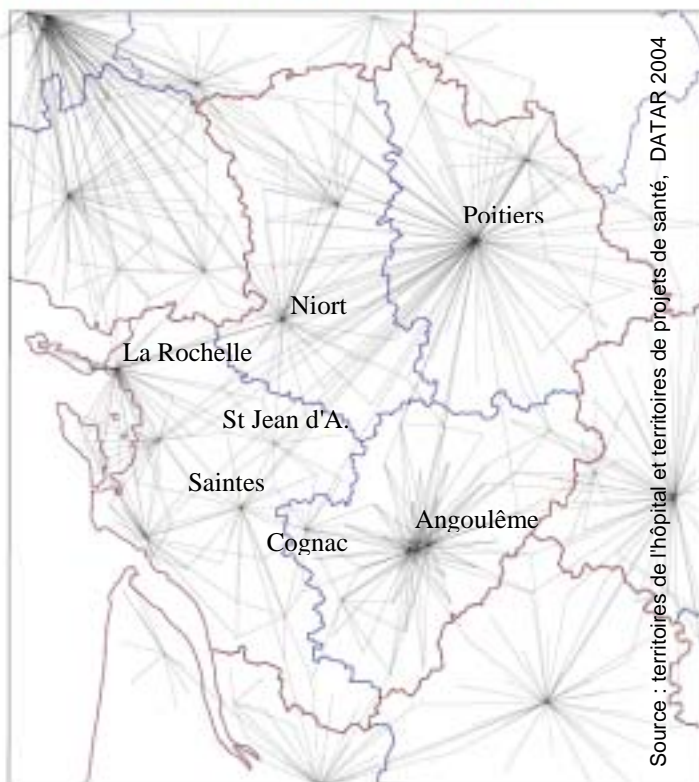 Poitiers
Niort
La Rochelle
St Jean d'A.
Saintes
Angoulême
Cognac
Source : territoires de l'hôpital et territoires de projets de santé, DATAR 2004